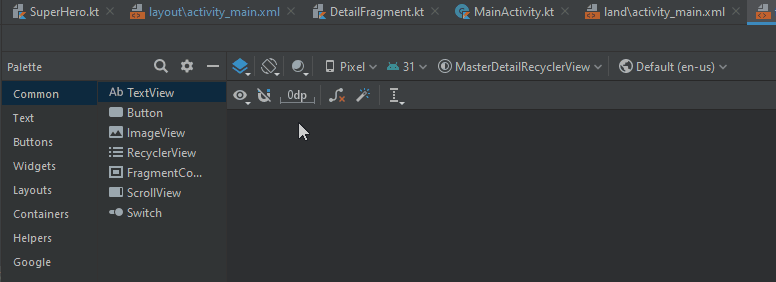 SuperHero.kt layout\activity_main.xml DetailFragment.kt MainActivity.kt land\activity_main.xml
Palette
Pixel 31 MasterDetailRecyclerView Default (en-us)
Common
Text
Buttons
Widgets
Layouts
Containers
Helpers
Google
Ab TextView
Button
ImageView
RecyclerView
FragmentCo...
ScrollView
Switch
0dp